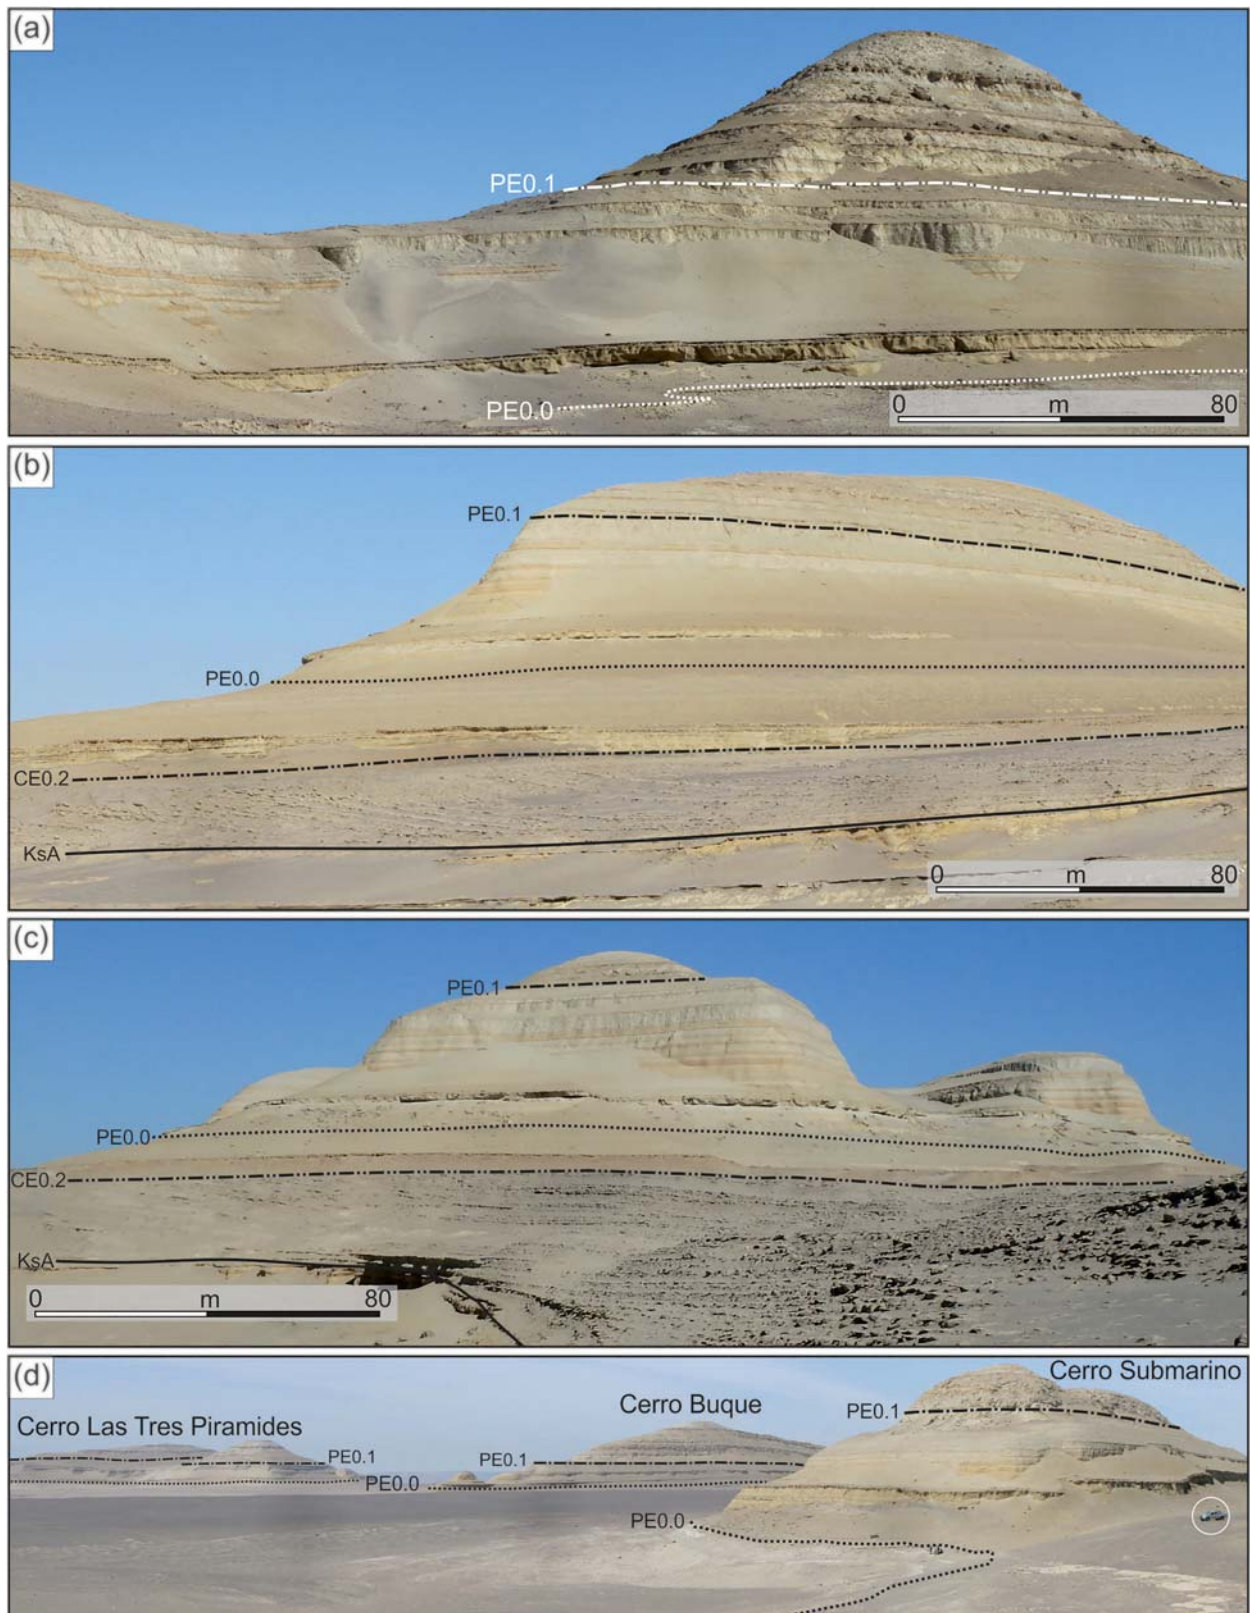 (a)
PE0.1
PE0.0
0 m 80
(b)
PE0.1
PE0.0
CE0.2
KsA
0 m 80
(c)
PE0.1
PE0.0
CE0.2
KsA
0 m 80
(d)
Cerro Submarino
Cerro Buque
Cerro Las Tres Piramides
PE0.1
PE0.1
PE0.1
PE0.0
PE0.0